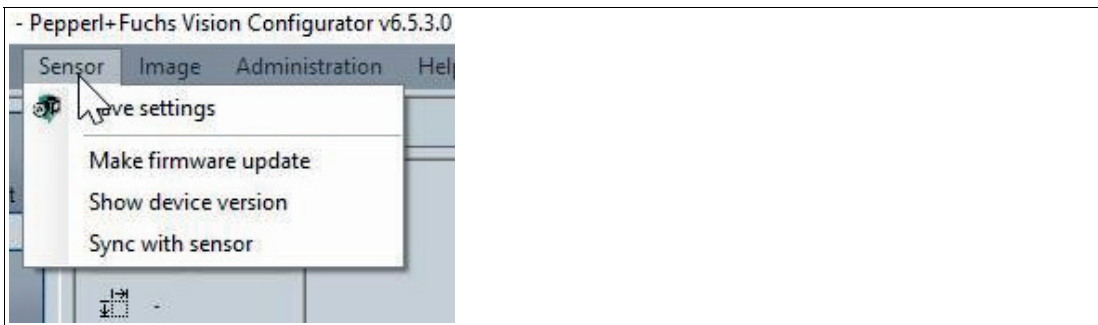 - Pepperl+Fuchs Vision Configurator v6.5.3.0
Sensor Image Administration Hel
ave settings
Make firmware update
Show device version
Sync with sensor
-